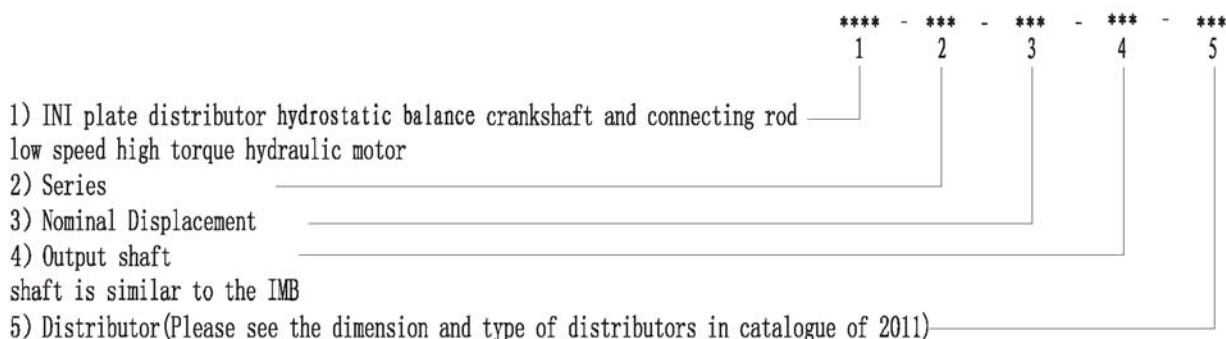 **** - *** - *** - *** - ***
1 2 3 4 5
1) INI plate distributor hydrostatic balance crankshaft and connecting rod
low speed high torque hydraulic motor
2) Series
3) Nominal Displacement
4) Output shaft
shaft is similar to the IMB
5) Distributor(Please see the dimension and type of distributors in catalogue of 2011)